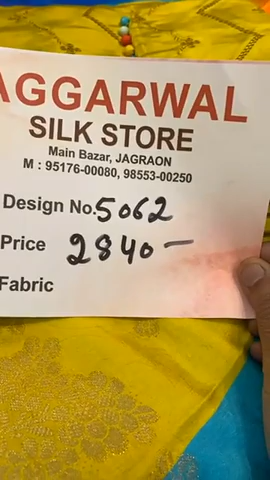 AGGARWAL
SILK STORE
Main Bazar, JAGRAON
M : 95176-00080, 98553-00250
Design No. 5062
Price 2840-
Fabric